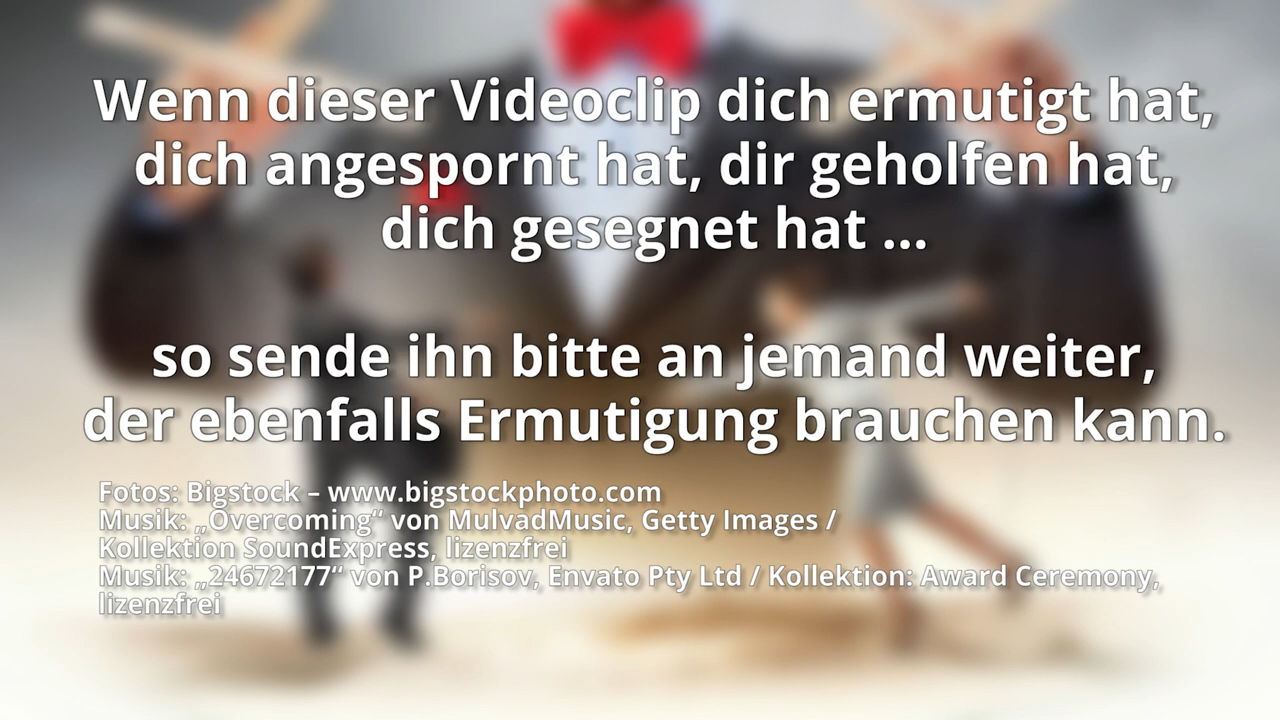 Wenn dieser Videoclip dich ermutigt hat,
dich angespornt hat, dir geholfen hat,
dich gesegnet hat ...
so sende ihn bitte an jemand weiter,
der ebenfalls Ermutigung brauchen kann.
Fotos: Bigstock – www.bigstockphoto.com
Musik: „Overcoming“ von MulvadMusic, Getty Images /
Kollektion SoundExpress, lizenzfrei
Musik: „24672177“ von P.Borisov, Envato Pty Ltd / Kollektion: Award Ceremony,
lizenzfrei